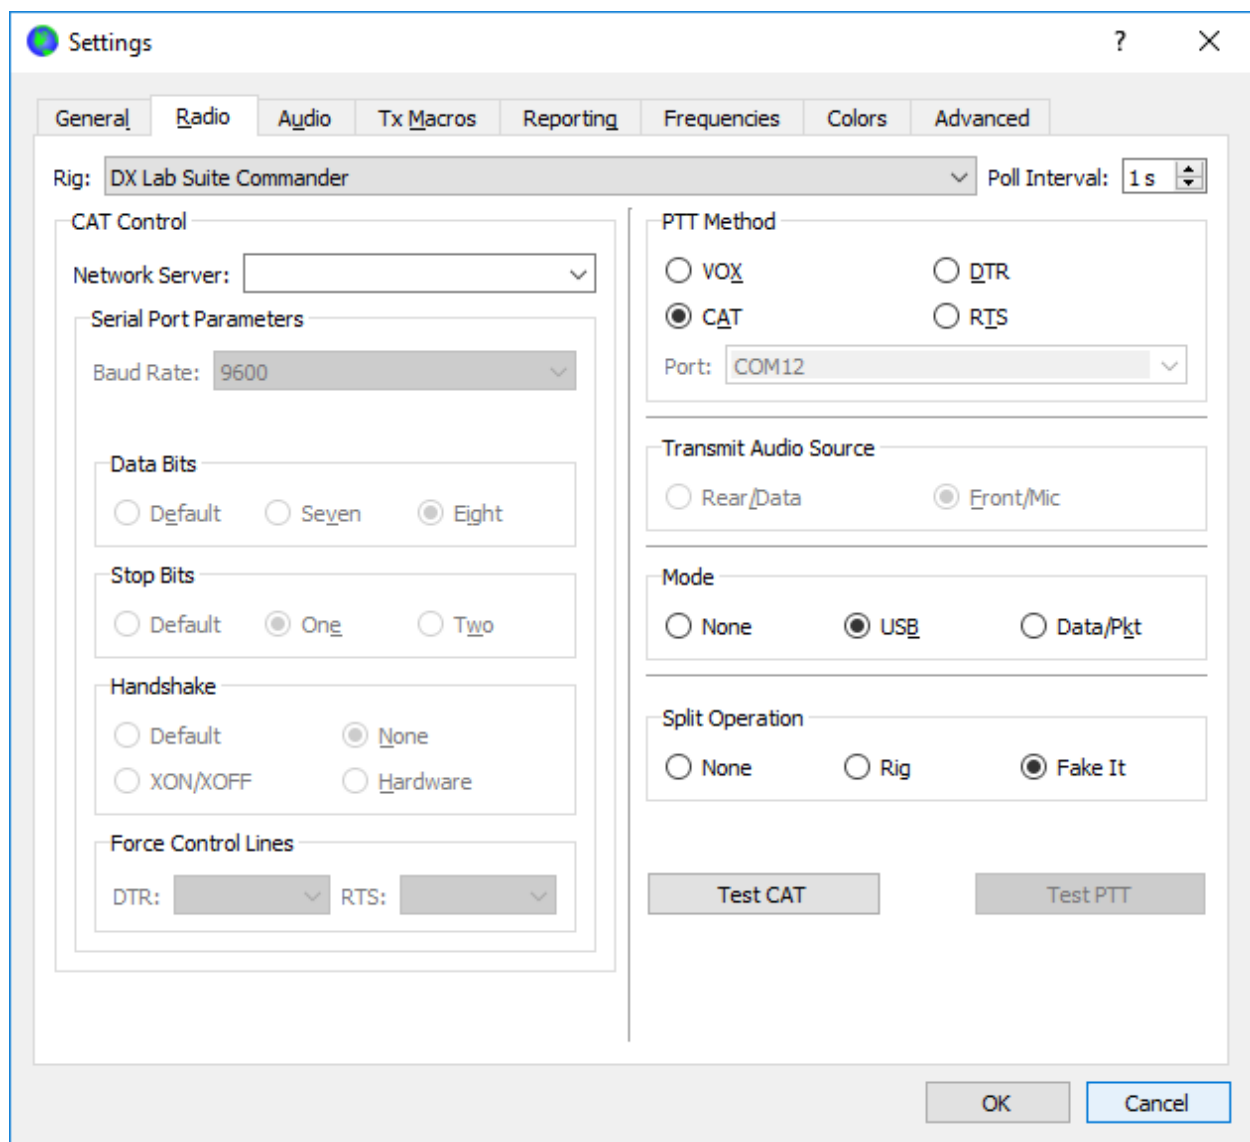 Settings ?
General Radio Audio Tx Macros Reporting Frequencies Colors Advanced
Rig: DX Lab Suite Commander Poll Interval: 1 s
CAT Control
Network Server:
Serial Port Parameters
Baud Rate: 9600
Data Bits
Default Seven Eight
Stop Bits
Default One Two
Handshake
Default None
XON/XOFF Hardware
Force Control Lines
DTR: RTS:
PTT Method
VOX DTR
CAT RTS
Port: COM12
Transmit Audio Source
Rear/Data Front/Mic
Mode
None USB Data/Pkt
Split Operation
None Rig Fake It
Test CAT Test PTT
OK Cancel